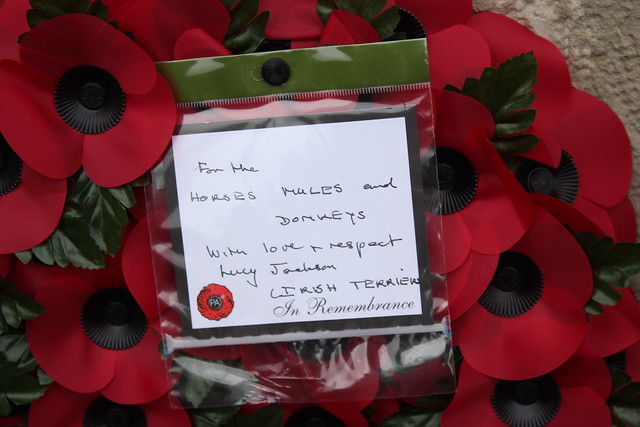 For the
HORSES MULES and
DONKEYS
With love + respect
Lucy Jackson
IRISH TERRIER
In Remembrance
PA